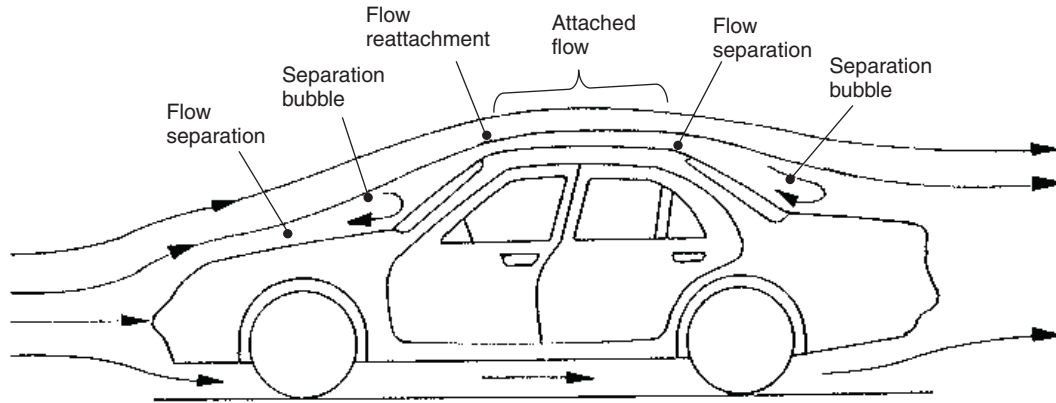 Flow
separation
Separation
bubble
Flow
reattachment
Attached
flow
Flow
separation
Separation
bubble